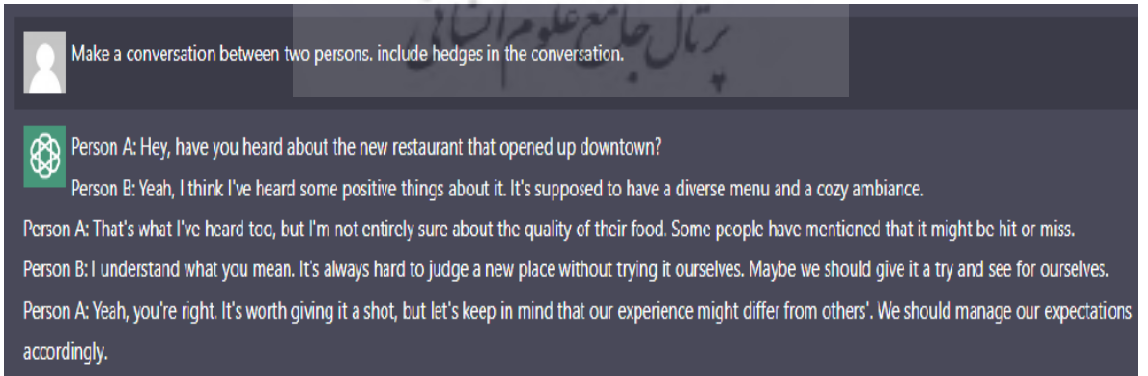 پرتال جامع علوم انسانی
Make a conversation between two persons. include hedges in the conversation.
Person A: Hey, have you heard about the new restaurant that opened up downtown?
Person B: Yeah, I think I've heard some positive things about it. It's supposed to have a diverse menu and a cozy ambiance.
Person A: That's what I've heard too, but I'm not entirely sure about the quality of their food. Some people have mentioned that it might be hit or miss.
Person B: I understand what you mean. It's always hard to judge a new place without trying it ourselves. Maybe we should give it a try and see for ourselves.
Person A: Yeah, you're right. It's worth giving it a shot, but let's keep in mind that our experience might differ from others'. We should manage our expectations
accordingly.